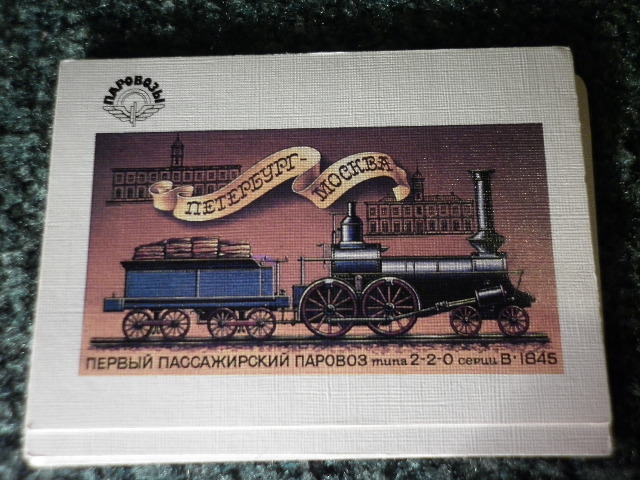 ПАРОВОЗЫ
ПЕТЕРБУРГ-
МОСКВА
ПЕРВЫЙ ПАССАЖИРСКИЙ ПАРОВОЗ типа 2-2-0 серии В·1845